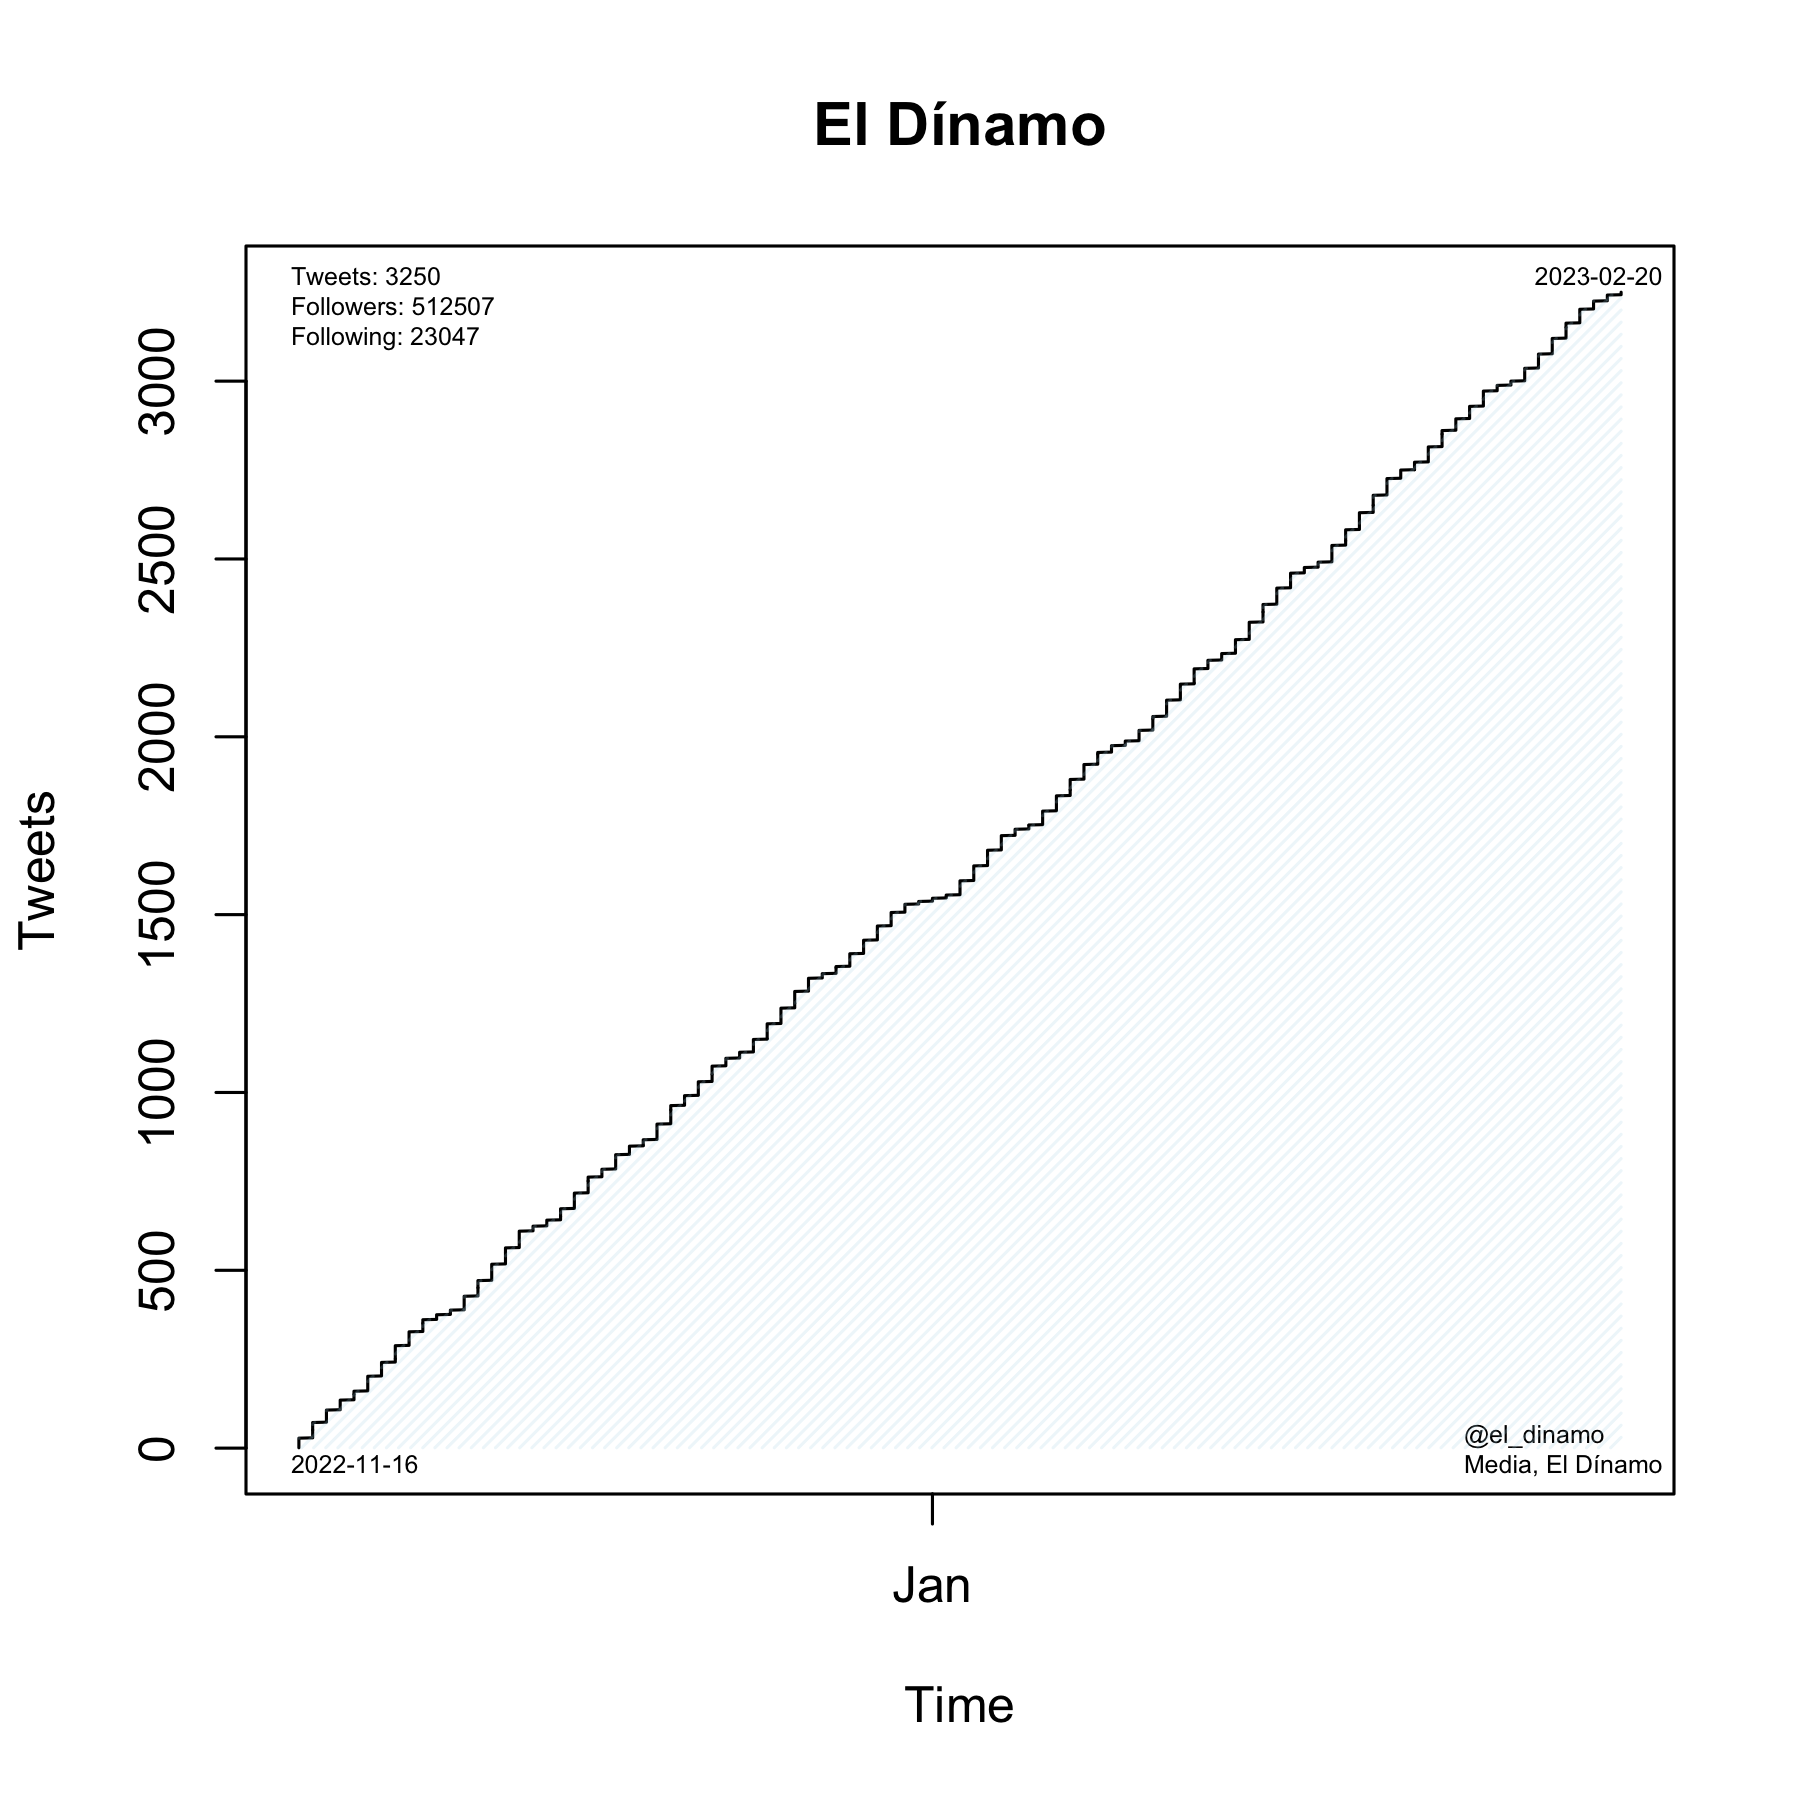 El Dínamo
Tweets: 3250
Followers: 512507
Following: 23047
2023-02-20
3000
2500
2000
1500
1000
500
0
Tweets
2022-11-16
@el_dinamo
Media, El Dínamo
Jan
Time